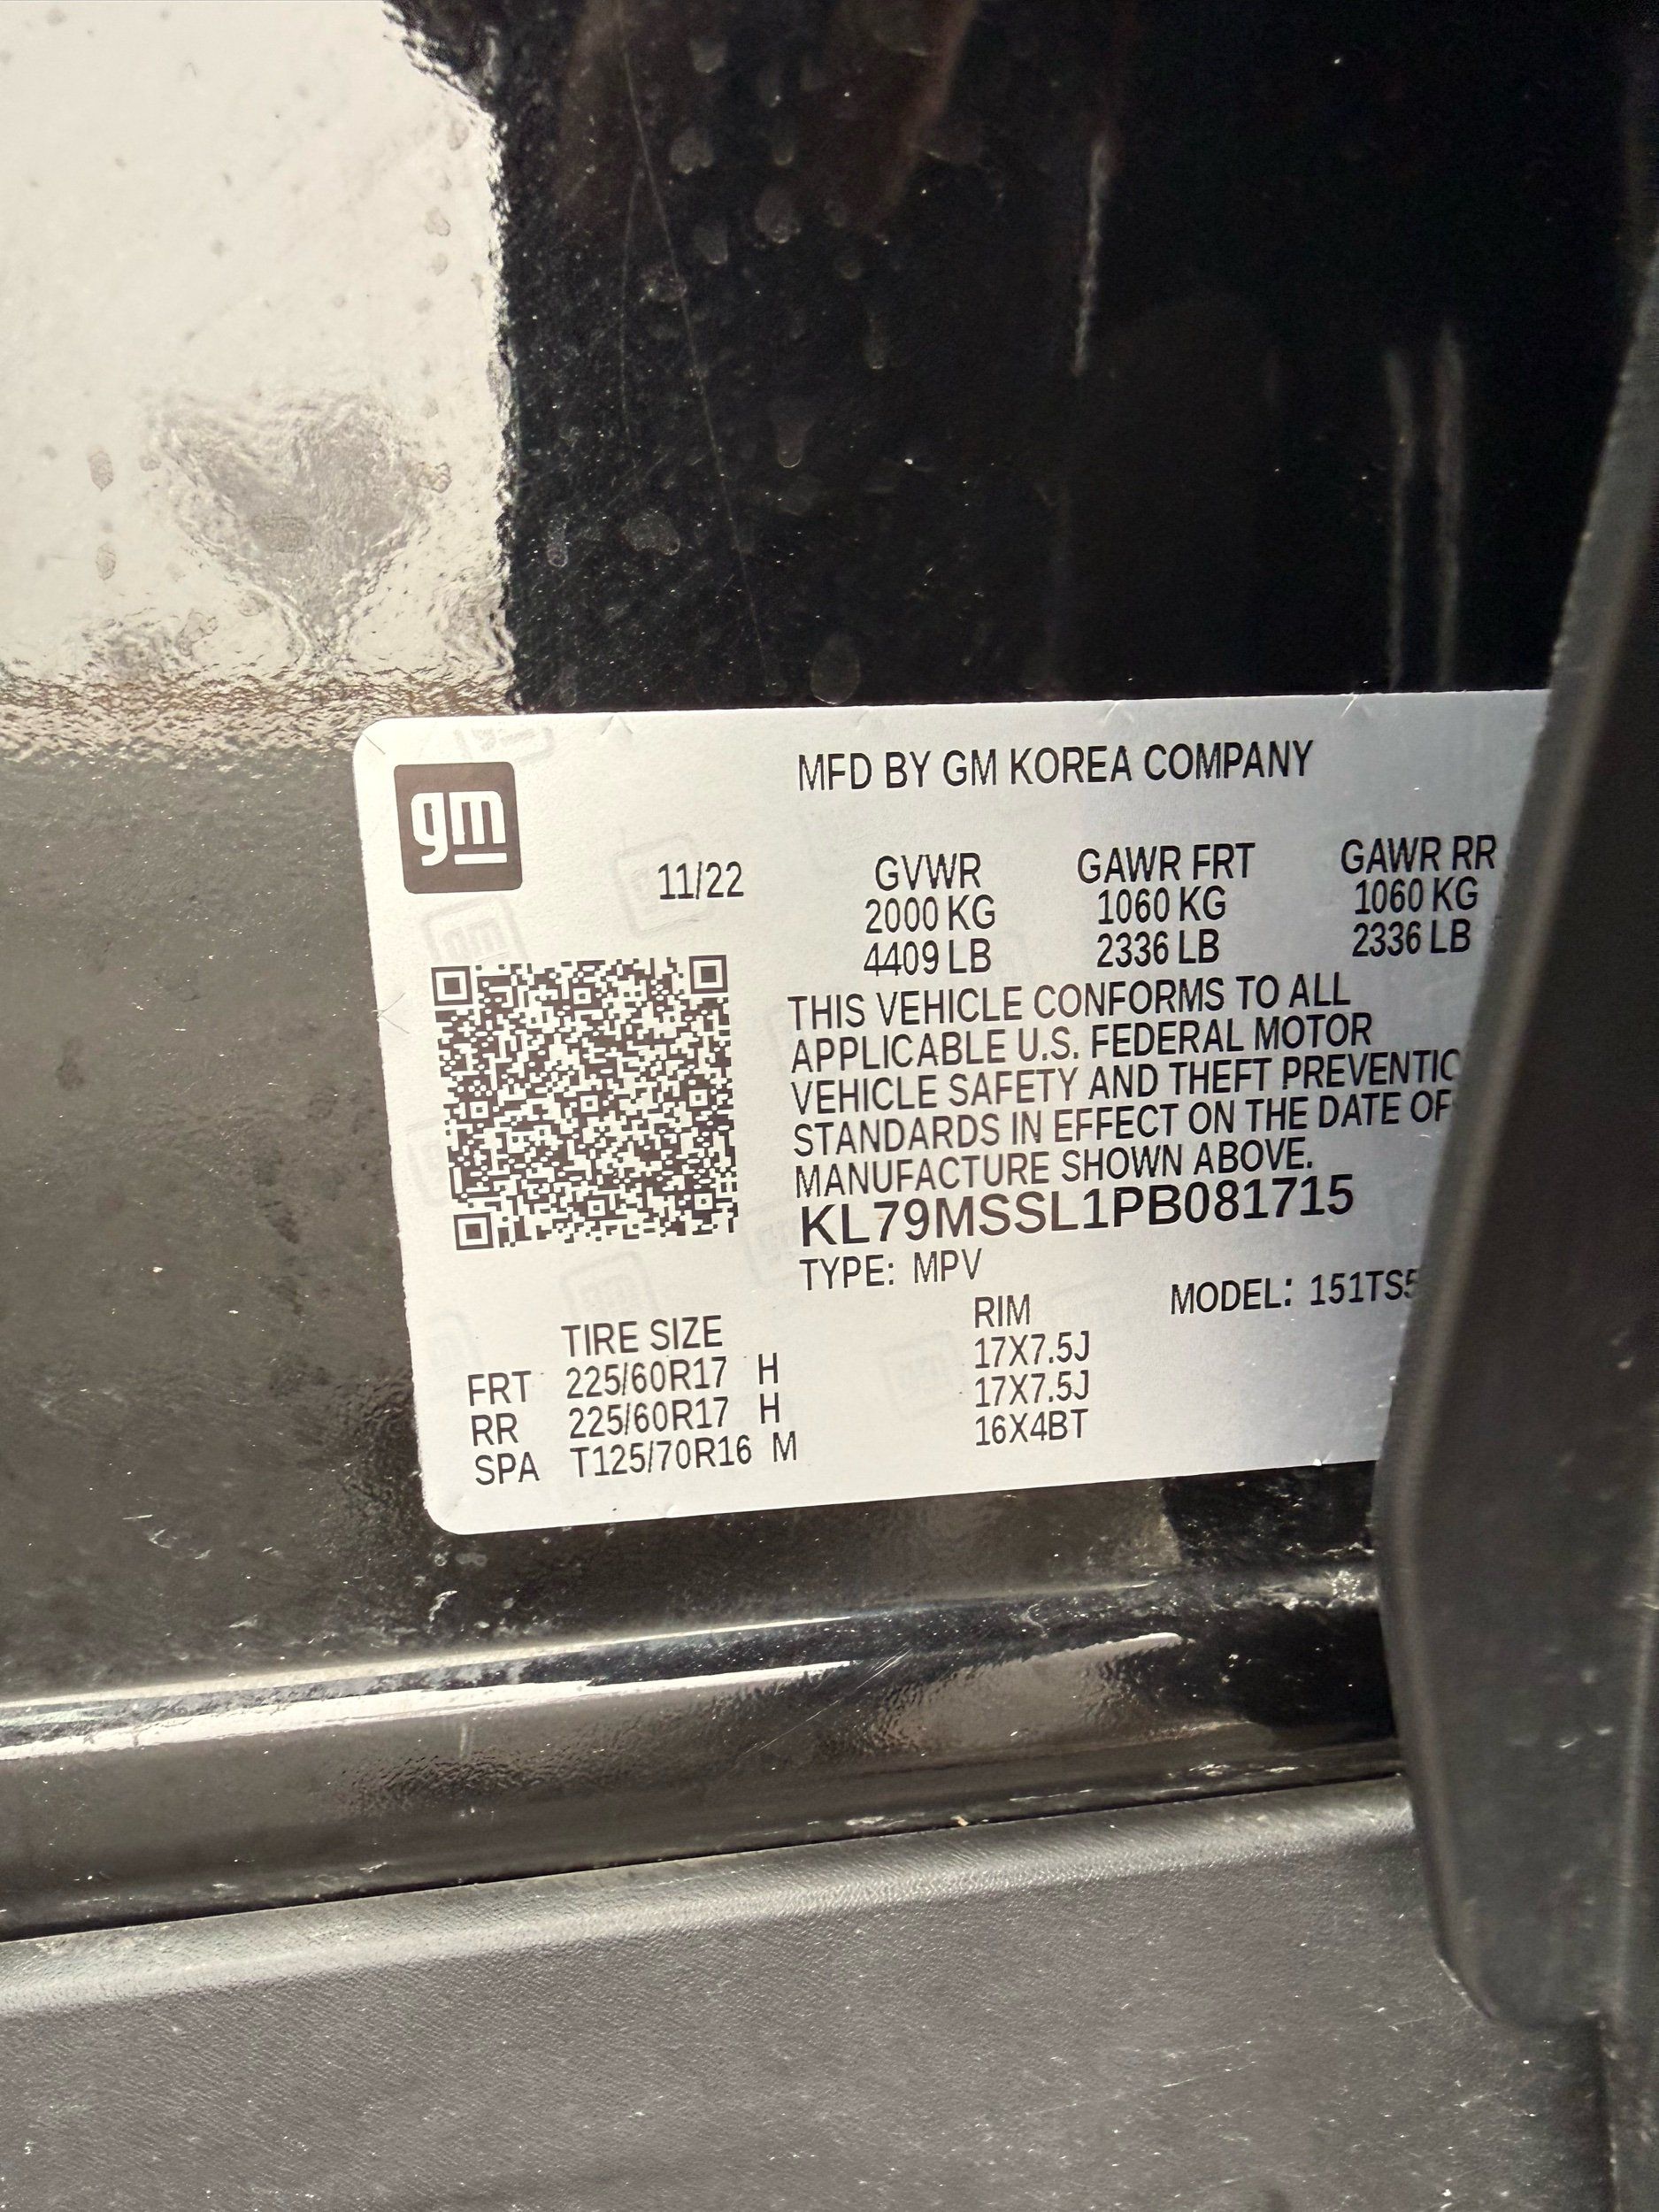 gm
MFD BY GM KOREA COMPANY
11/22
GVWR GAWR FRT GAWR RR
2000 KG 1060 KG 1060 KG
4409 LB 2336 LB 2336 LB
THIS VEHICLE CONFORMS TO ALL
APPLICABLE U.S. FEDERAL MOTOR
VEHICLE SAFETY AND THEFT PREVENTIO
STANDARDS IN EFFECT ON THE DATE OF
MANUFACTURE SHOWN ABOVE.
KL79MSSL1PB081715
TYPE: MPV
MODEL: 151TS5
TIRE SIZE RIM
FRT 225/60R17 H 17X7.5J
RR 225/60R17 H 17X7.5J
SPA T125/70R16 M 16X4BT